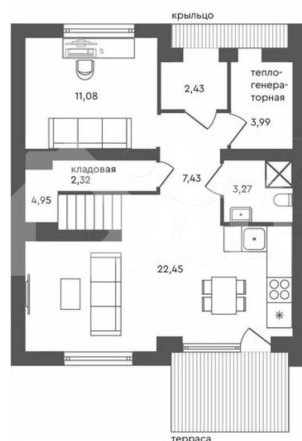 крыльцо
11,08
2,43
тепло-
генера-
торная
3,99
кладовая
2,32
7,43
3,27
4,95
22,45
терраса